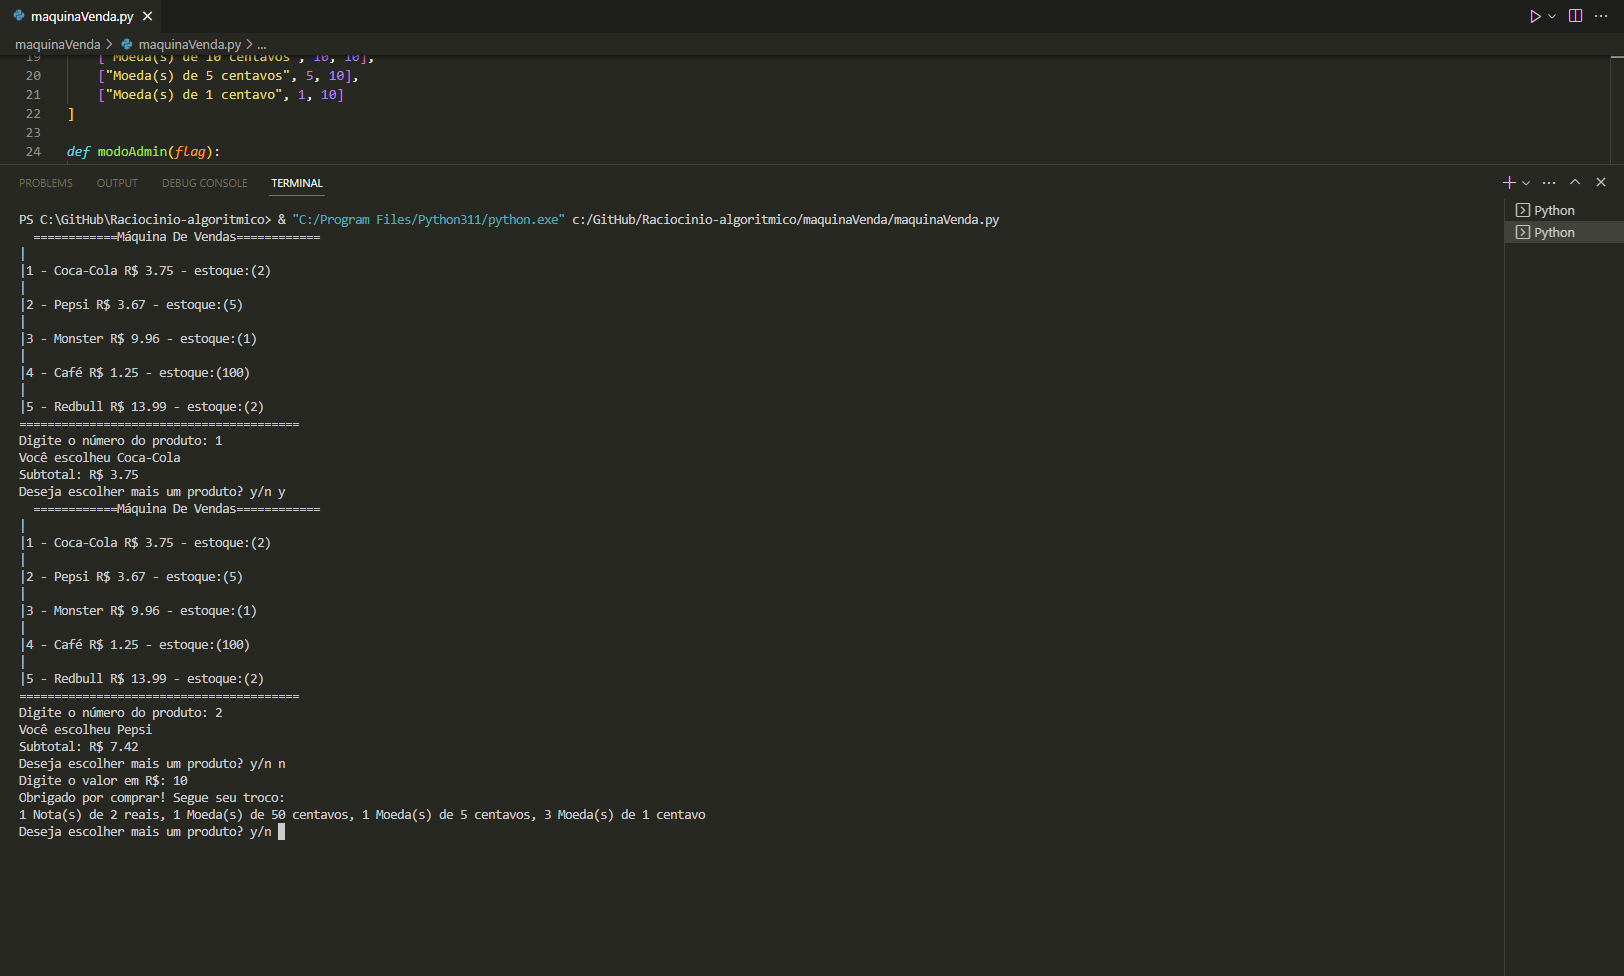 maquinaVenda.py
maquinaVenda > maquinaVenda.py > ...
19 ["Moeda(s) de 10 centavos", 10, 10],
20 ["Moeda(s) de 5 centavos", 5, 10],
21 ["Moeda(s) de 1 centavo", 1, 10]
22 ]
23
24 def modoAdmin(flag):
PROBLEMS OUTPUT DEBUG CONSOLE TERMINAL
Python
Python
PS C:\GitHub\Raciocinio-algoritmico> & "C:/Program Files/Python311/python.exe" c:/GitHub/Raciocinio-algoritmico/maquinaVenda/maquinaVenda.py
============Máquina De Vendas============
|
|1 - Coca-Cola R$ 3.75 - estoque:(2)
|
|2 - Pepsi R$ 3.67 - estoque:(5)
|
|3 - Monster R$ 9.96 - estoque:(1)
|
|4 - Café R$ 1.25 - estoque:(100)
|
|5 - Redbull R$ 13.99 - estoque:(2)
========================================
Digite o número do produto: 1
Você escolheu Coca-Cola
Subtotal: R$ 3.75
Deseja escolher mais um produto? y/n y
============Máquina De Vendas============
|
|1 - Coca-Cola R$ 3.75 - estoque:(2)
|
|2 - Pepsi R$ 3.67 - estoque:(5)
|
|3 - Monster R$ 9.96 - estoque:(1)
|
|4 - Café R$ 1.25 - estoque:(100)
|
|5 - Redbull R$ 13.99 - estoque:(2)
========================================
Digite o número do produto: 2
Você escolheu Pepsi
Subtotal: R$ 7.42
Deseja escolher mais um produto? y/n n
Digite o valor em R$: 10
Obrigado por comprar! Segue seu troco:
1 Nota(s) de 2 reais, 1 Moeda(s) de 50 centavos, 1 Moeda(s) de 5 centavos, 3 Moeda(s) de 1 centavo
Deseja escolher mais um produto? y/n